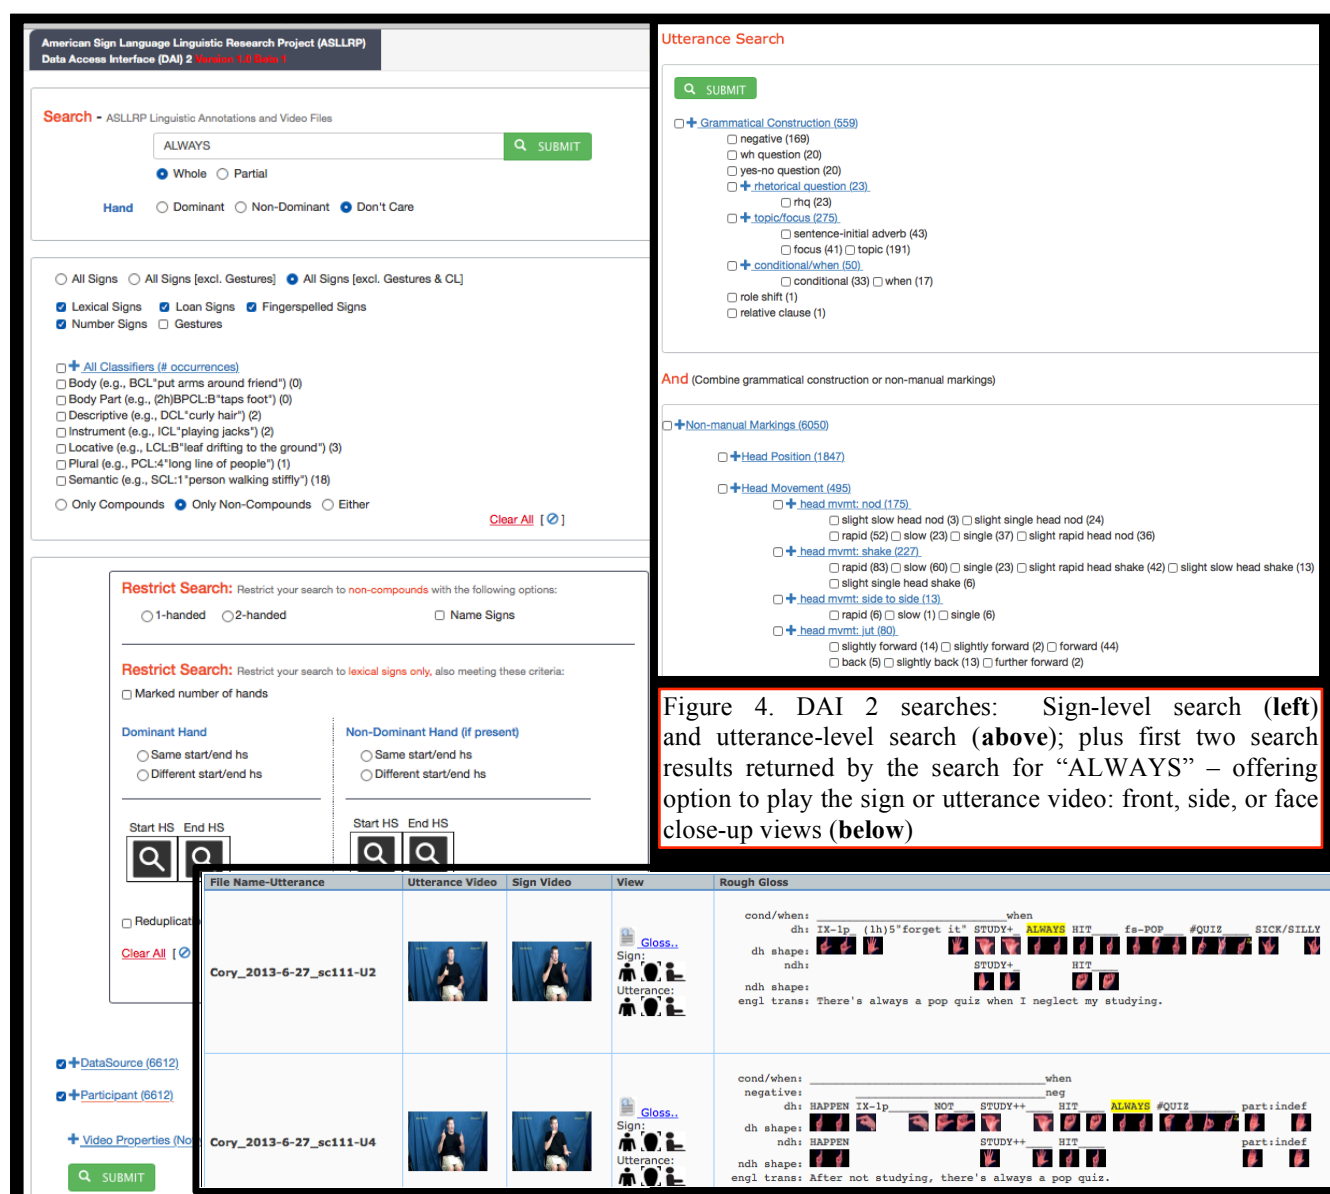 American Sign Language Linguistic Research Project (ASLLRP)
Data Access Interface (DAI) 2 Version 1.0 Beta 1
Search - ASLLRP Linguistic Annotations and Video Files
ALWAYS
SUBMIT
Whole Partial
Hand Dominant Non-Dominant Don't Care
All Signs All Signs [excl. Gestures] All Signs [excl. Gestures & CL]
Lexical Signs Loan Signs Fingerspelled Signs
Number Signs Gestures
All Classifiers (# occurrences)
Body (e.g., BCL"put arms around friend") (0)
Body Part (e.g., (2h)BPCL:B"taps foot") (0)
Descriptive (e.g., DCL"curly hair") (2)
Instrument (e.g., ICL"playing jacks") (2)
Locative (e.g., LCL:B"leaf drifting to the ground") (3)
Plural (e.g., PCL:4"long line of people") (1)
Semantic (e.g., SCL:1"person walking stiffly") (18)
Only Compounds Only Non-Compounds Either
Clear All [ ]
Restrict Search: Restrict your search to non-compounds with the following options:
1-handed 2-handed Name Signs
Restrict Search: Restrict your search to lexical signs only, also meeting these criteria:
Marked number of hands
Dominant Hand Non-Dominant Hand (if present)
Same start/end hs Same start/end hs
Different start/end hs Different start/end hs
Start HS End HS Start HS End HS
Reduplicat
Clear All [
DataSource (6612)
Participant (6612)
Video Properties (No
SUBMIT
Utterance Search
SUBMIT
Grammatical Construction (559)
negative (169)
wh question (20)
yes-no question (20)
rhetorical question (23)
rhq (23)
topic/focus (275)
sentence-initial adverb (43)
focus (41) topic (191)
conditional/when (50)
conditional (33) when (17)
role shift (1)
relative clause (1)
And (Combine grammatical construction or non-manual markings)
Non-manual Markings (6050)
Head Position (1847)
Head Movement (495)
head mvmt: nod (175)
slight slow head nod (3) slight single head nod (24)
rapid (52) slow (23) single (37) slight rapid head nod (36)
head mvmt: shake (227)
rapid (83) slow (60) single (23) slight rapid head shake (42) slight slow head shake (13)
slight single head shake (6)
head mvmt: side to side (13)
rapid (6) slow (1) single (6)
head mvmt: jut (80)
slightly forward (14) slightly forward (2) forward (44)
back (5) slightly back (13) further forward (2)
Figure 4. DAI 2 searches: Sign-level search (left)
and utterance-level search (above); plus first two search
results returned by the search for “ALWAYS” – offering
option to play the sign or utterance video: front, side, or face
close-up views (below)
File Name-Utterance Utterance Video Sign Video View Rough Gloss
Cory_2013-6-27_sc111-U2
Gloss..
Sign:
Utterance:
cond/when: when
dh: IX-1p_ (1h)5"forget it" STUDY+_ ALWAYS HIT____ fs-POP___ #QUIZ____ SICK/SILLY
dh shape:
ndh: STUDY+_ HIT____
ndh shape:
engl trans: There's always a pop quiz when I neglect my studying.
Cory_2013-6-27_sc111-U4
Gloss..
Sign:
Utterance:
cond/when: when
negative: neg
dh: HAPPEN IX-1p NOT STUDY++ HIT ALWAYS #QUIZ part:indef
dh shape:
ndh: HAPPEN STUDY++ HIT part:indef
ndh shape:
engl trans: After not studying, there's always a pop quiz.